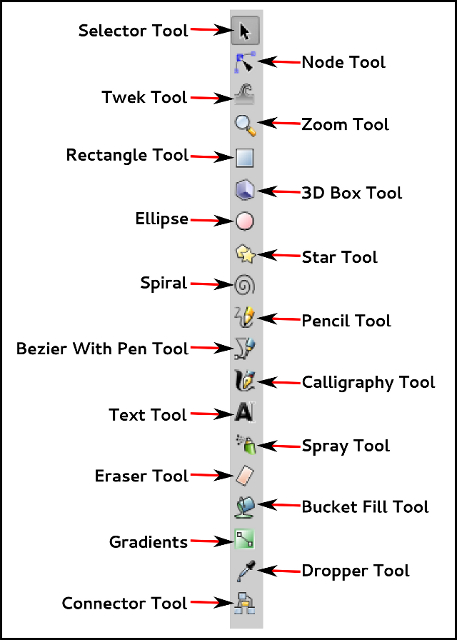 Selector Tool
Node Tool
Twek Tool
Zoom Tool
Rectangle Tool
3D Box Tool
Ellipse
Star Tool
Spiral
Pencil Tool
Bezier With Pen Tool
Calligraphy Tool
Text Tool
Spray Tool
Eraser Tool
Bucket Fill Tool
Gradients
Dropper Tool
Connector Tool